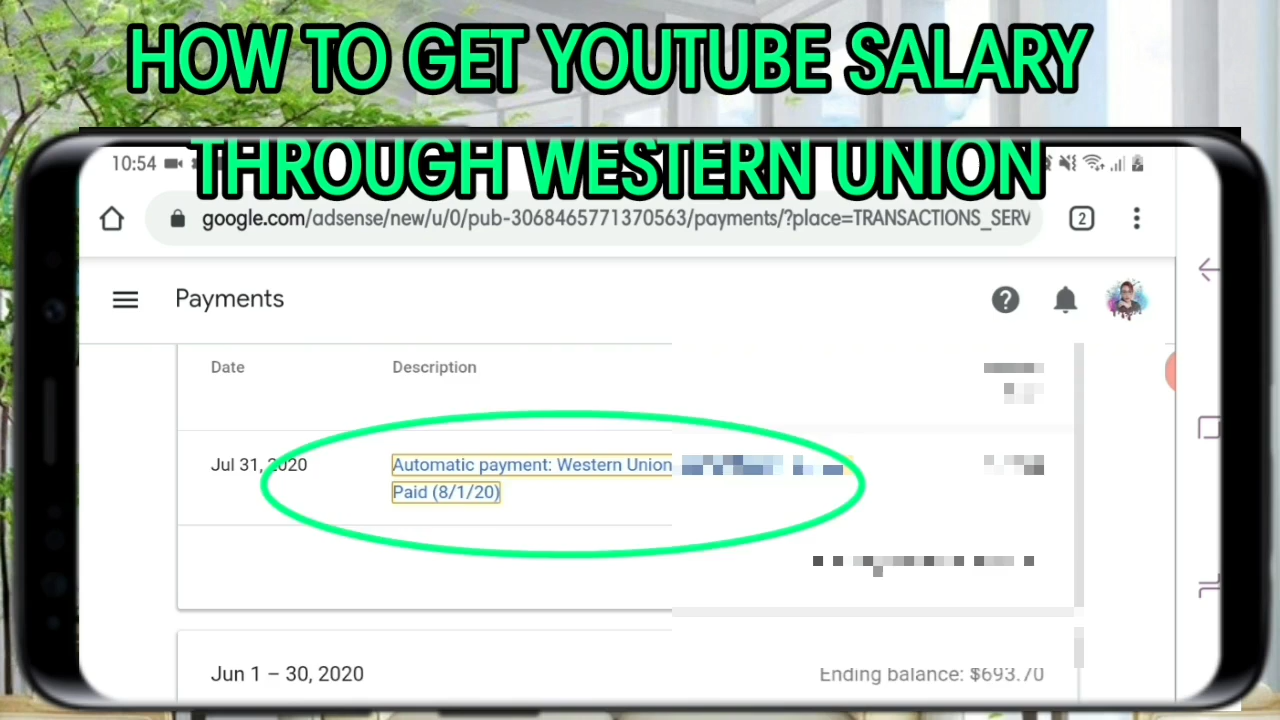 HOW TO GET YOUTUBE SALARY
THROUGH WESTERN UNION
10:54
google.com/adsense/new/u/0/pub-3068465771370563/payments/?place=TRANSACTIONS_SERV
2
Payments
Date Description
Jul 31, 2020 Automatic payment: Western Union
Paid (8/1/20)
Jun 1 – 30, 2020 Ending balance: $693.70